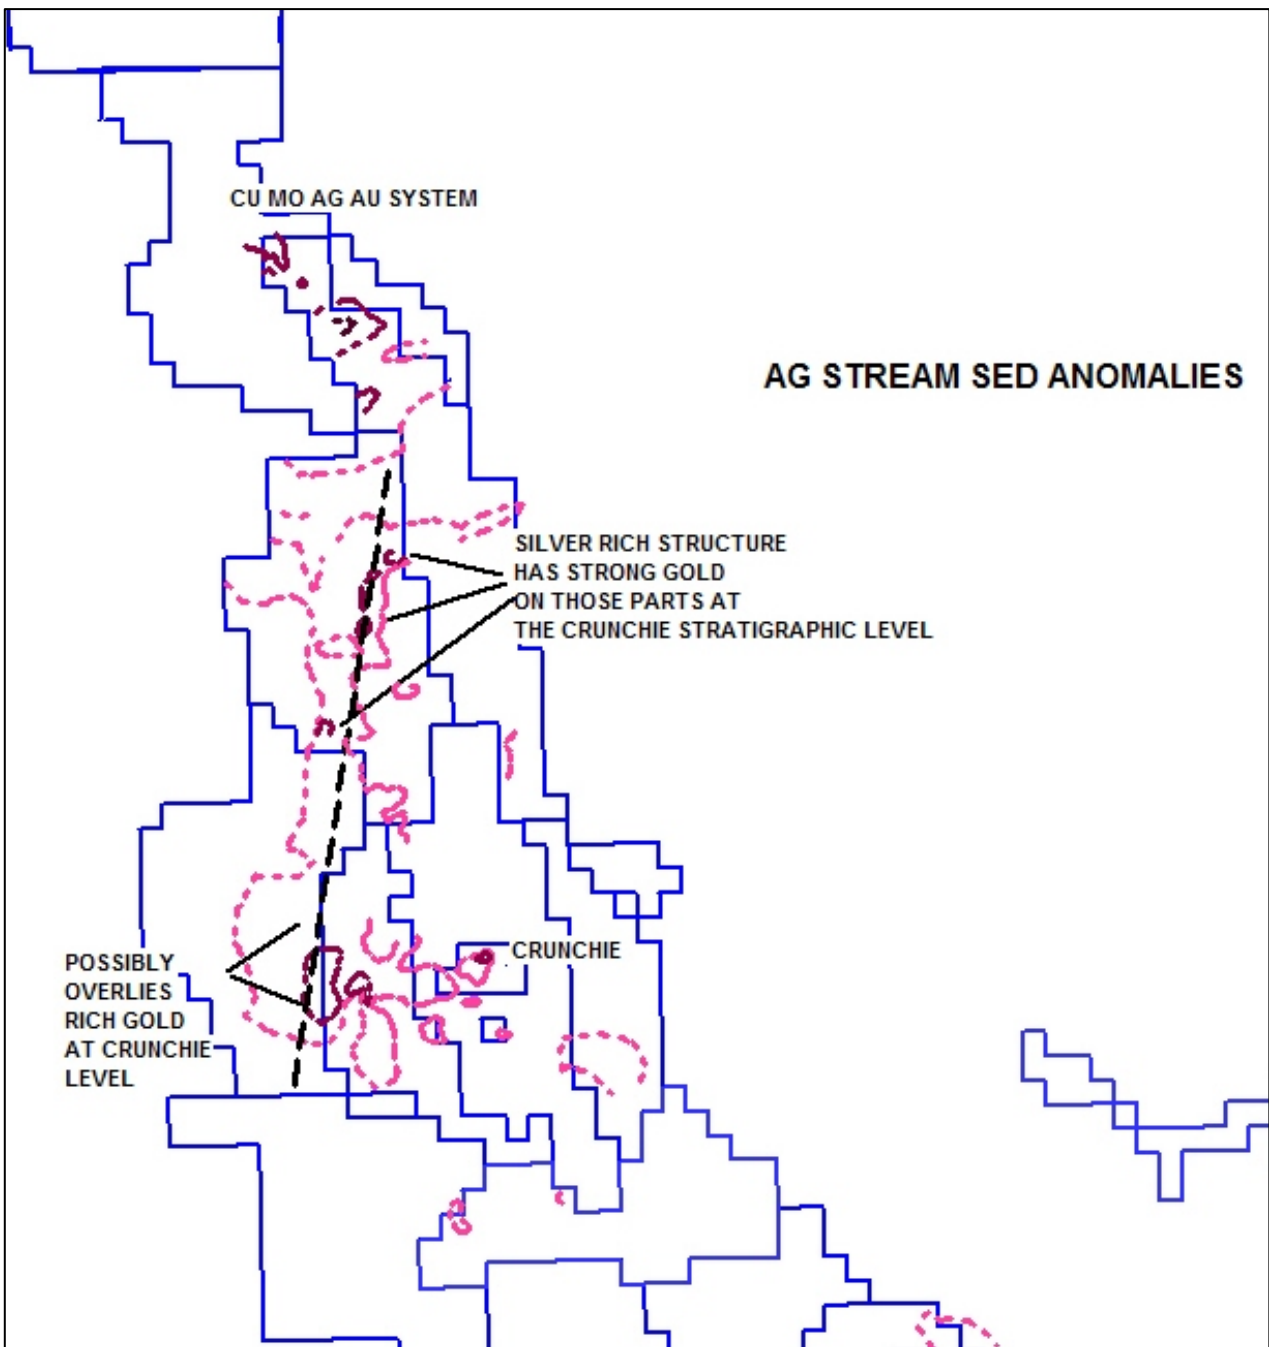 CU MO AG AU SYSTEM
AG STREAM SED ANOMALIES
SILVER RICH STRUCTURE
HAS STRONG GOLD
ON THOSE PARTS AT
THE CRUNCHIE STRATIGRAPHIC LEVEL
CRUNCHIE
POSSIBLY
OVERLIES
RICH GOLD
AT CRUNCHIE
LEVEL